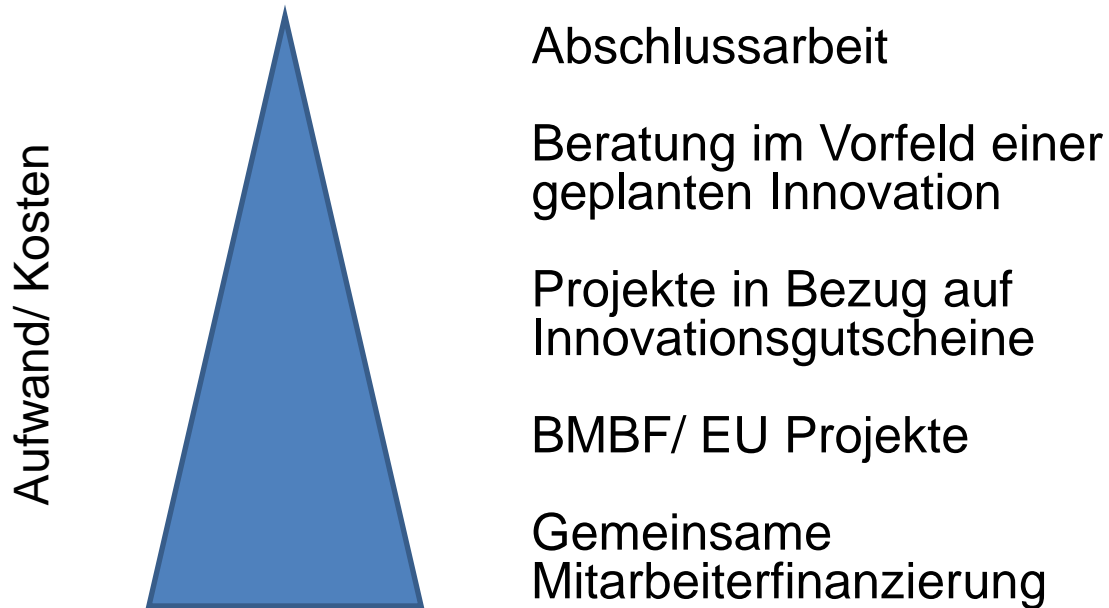 Aufwand/ Kosten
Abschlussarbeit
Beratung im Vorfeld einer
geplanten Innovation
Projekte in Bezug auf
Innovationsgutscheine
BMBF/ EU Projekte
Gemeinsame
Mitarbeiterfinanzierung